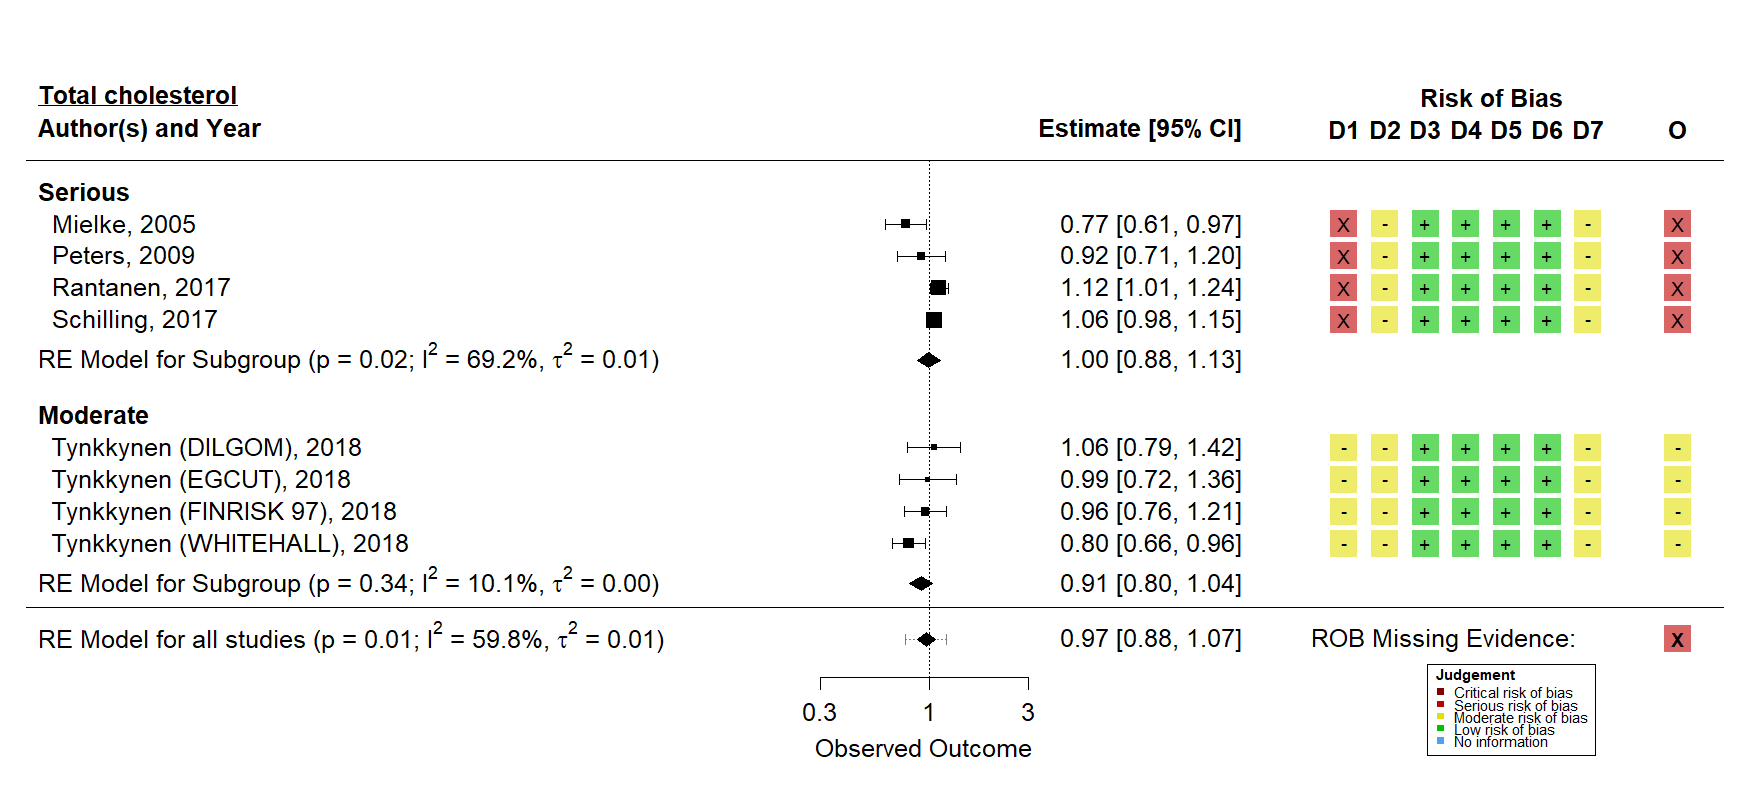 Total cholesterol
Risk of Bias
Author(s) and Year Estimate [95% CI] D1 D2 D3 D4 D5 D6 D7 O
Serious
Mielke, 2005 0.77 [0.61, 0.97] X - + + + + - X
Peters, 2009 0.92 [0.71, 1.20] X - + + + + - X
Rantanen, 2017 1.12 [1.01, 1.24] X - + + + + - X
Schilling, 2017 1.06 [0.98, 1.15] X - + + + + - X
RE Model for Subgroup (p = 0.02; I² = 69.2%, τ² = 0.01) 1.00 [0.88, 1.13]
Moderate
Tynkkynen (DILGOM), 2018 1.06 [0.79, 1.42] - - + + + + - -
Tynkkynen (EGCUT), 2018 0.99 [0.72, 1.36] - - + + + + - -
Tynkkynen (FINRISK 97), 2018 0.96 [0.76, 1.21] - - + + + + - -
Tynkkynen (WHITEHALL), 2018 0.80 [0.66, 0.96] - - + + + + - -
RE Model for Subgroup (p = 0.34; I² = 10.1%, τ² = 0.00) 0.91 [0.80, 1.04]
RE Model for all studies (p = 0.01; I² = 59.8%, τ² = 0.01) 0.97 [0.88, 1.07] ROB Missing Evidence: X
0.3 1 3
Observed Outcome
Judgement
Critical risk of bias
Serious risk of bias
Moderate risk of bias
Low risk of bias
No information